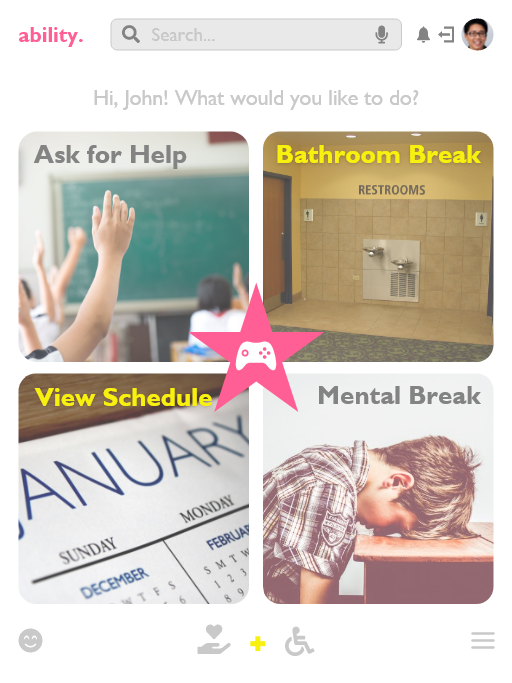 ability.
Search...
Hi, John! What would you like to do?
Ask for Help
Bathroom Break
RESTROOMS
View Schedule
Mental Break
JANUARY
SUNDAY
MONDAY
DECEMBER
FEBRUAR
S M T W